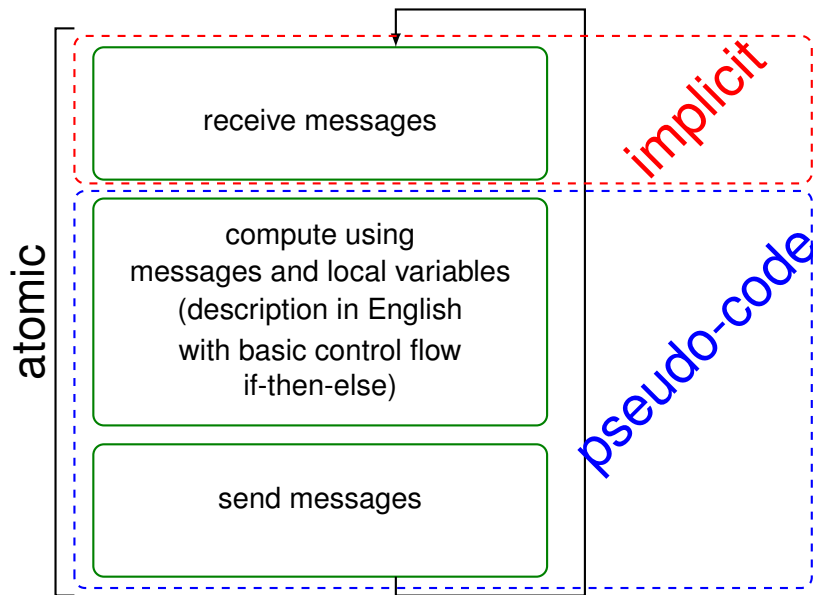 receive messages
implicit
compute using
messages and local variables
(description in English
with basic control flow
if-then-else)
pseudo-code
send messages
atomic